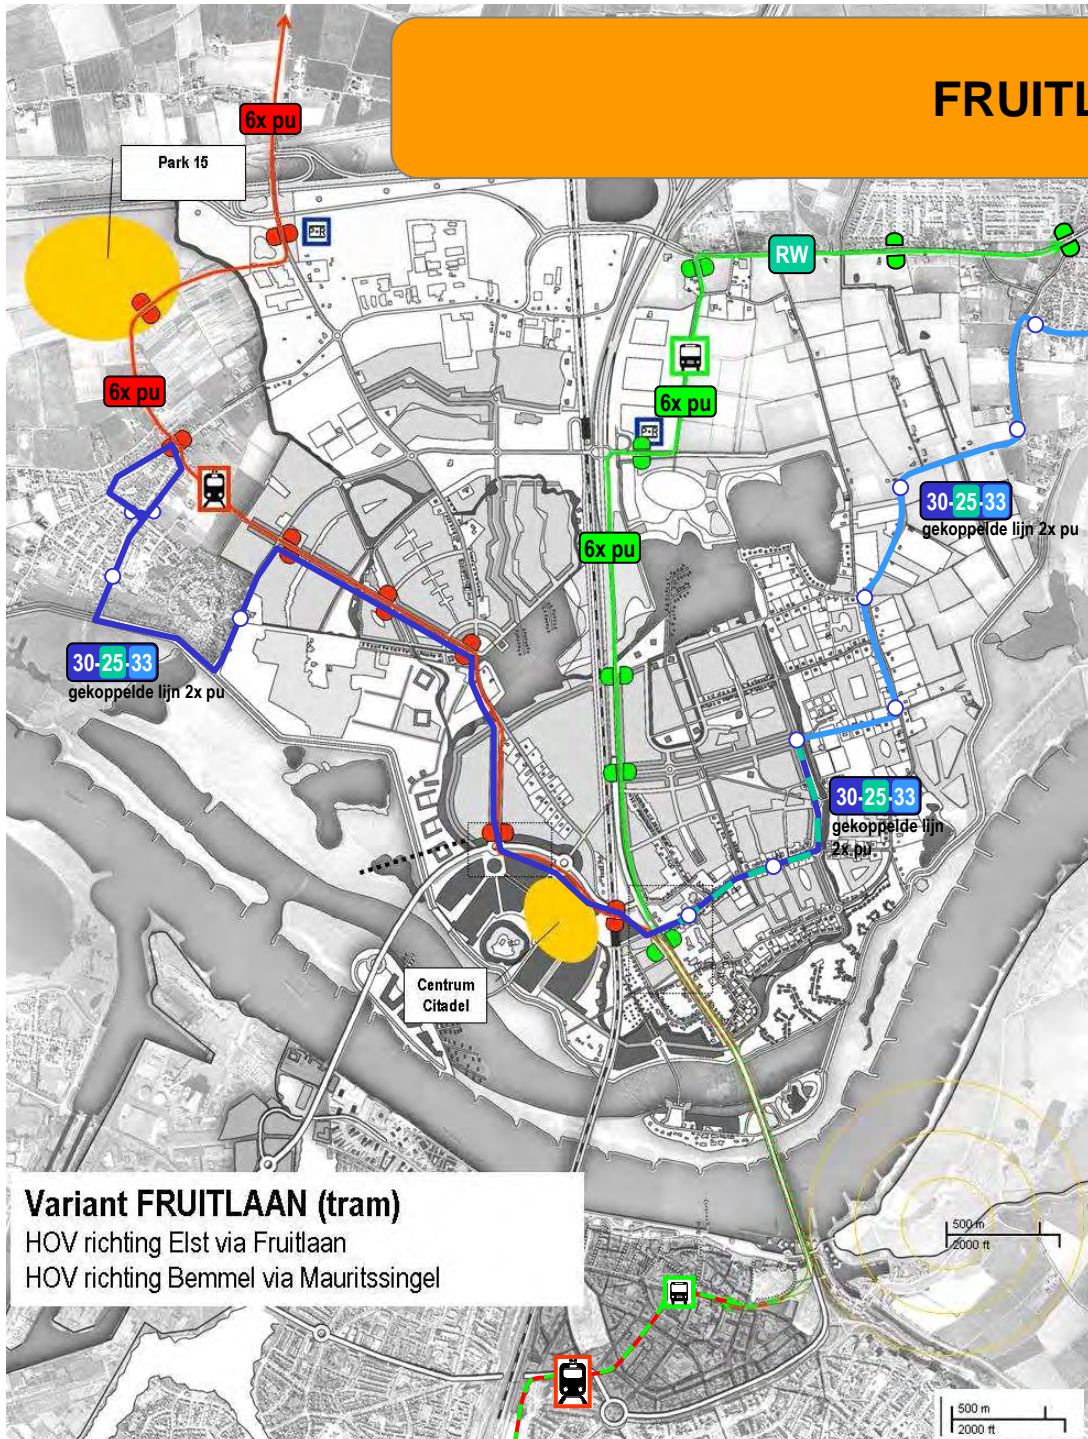 FRUITL
6x pu
Park 15
P+R
RW
6x pu
6x pu
P+R
30-25-33
gekoppelde lijn 2x pu
6x pu
30-25-33
gekoppelde lijn 2x pu
30-25-33
gekoppelde lijn
2x pu
Centrum
Citadel
Variant FRUITLAAN (tram)
HOV richting Elst via Fruitlaan
HOV richting Bemmel via Mauritssingel
500 m
2000 ft
500 m
2000 ft